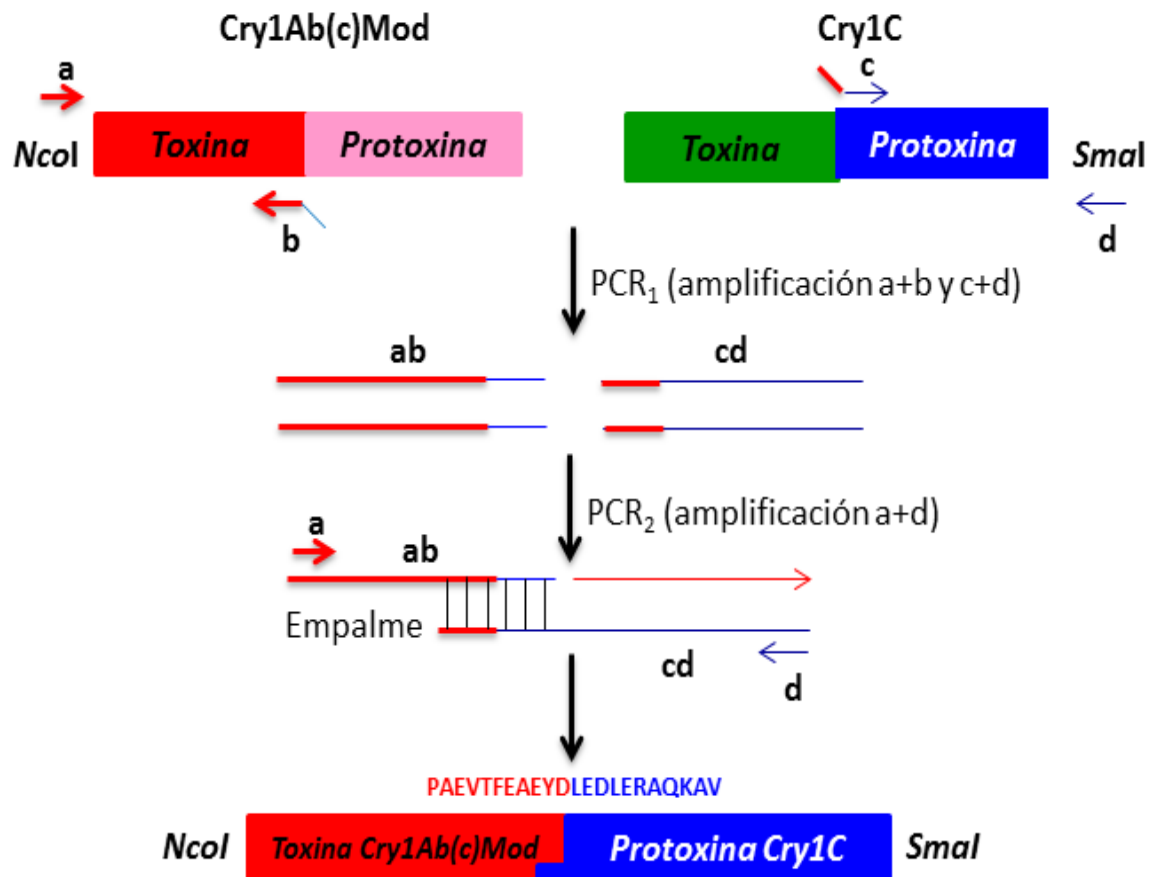 Cry1Ab(c)Mod
Cry1C
a
c
NcoI
Toxina
Protoxina
Toxina
Protoxina
SmaI
b
d
PCR1 (amplificación a+b y c+d)
ab
cd
PCR2 (amplificación a+d)
a
ab
Empalme
cd
d
PAEVTFEAEYDLEDLERAQKAV
NcoI
Toxina Cry1Ab(c)Mod
Protoxina Cry1C
SmaI